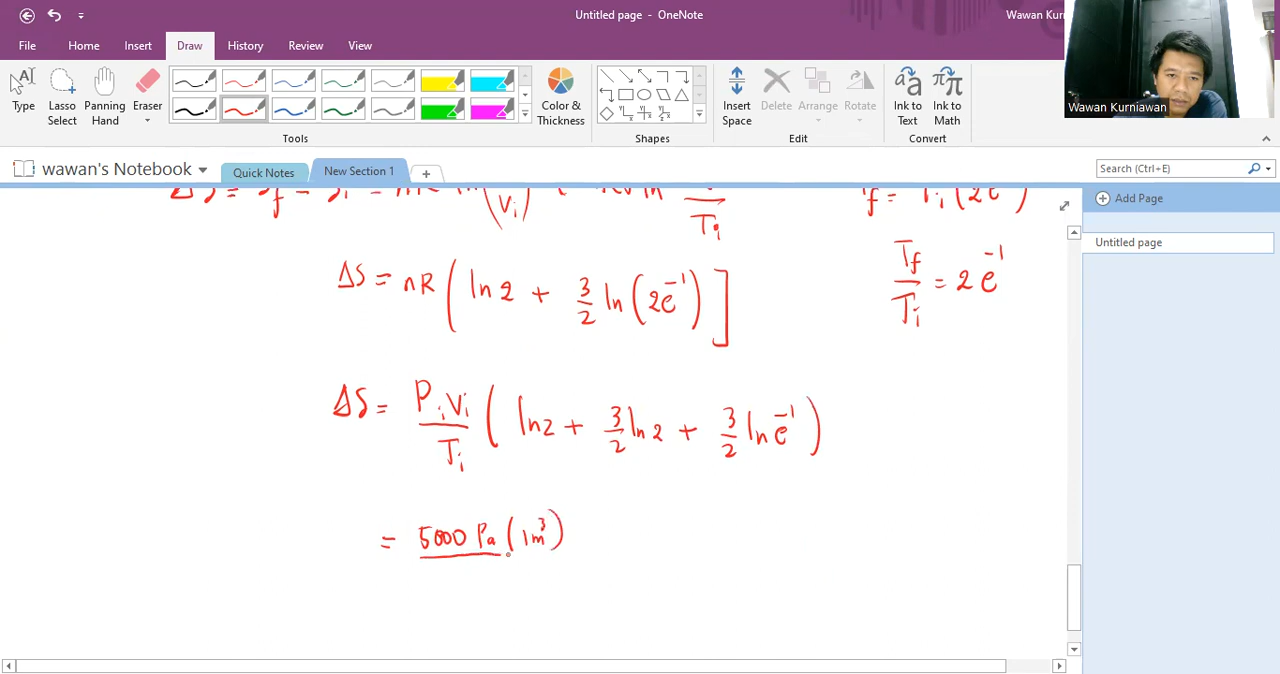 Untitled page - OneNote
Wawan Kur
File Home Insert Draw History Review View
Type
Lasso Select
Panning Hand
Eraser
Color & Thickness
Insert Space
Delete
Arrange
Rotate
Ink to Text
Ink to Math
Tools
Shapes
Edit
Convert
Wawan Kurniawan
wawan's Notebook
Quick Notes
New Section 1
Search (Ctrl+E)
Add Page
Untitled page
ΔS = nR ( ln 2 + 3/2 ln (2e⁻¹) ]
Tf/Ti = 2e⁻¹
ΔS = PiVi/Ti ( ln2 + 3/2 ln 2 + 3/2 ln e⁻¹ )
= 5000 Pa (1m³)